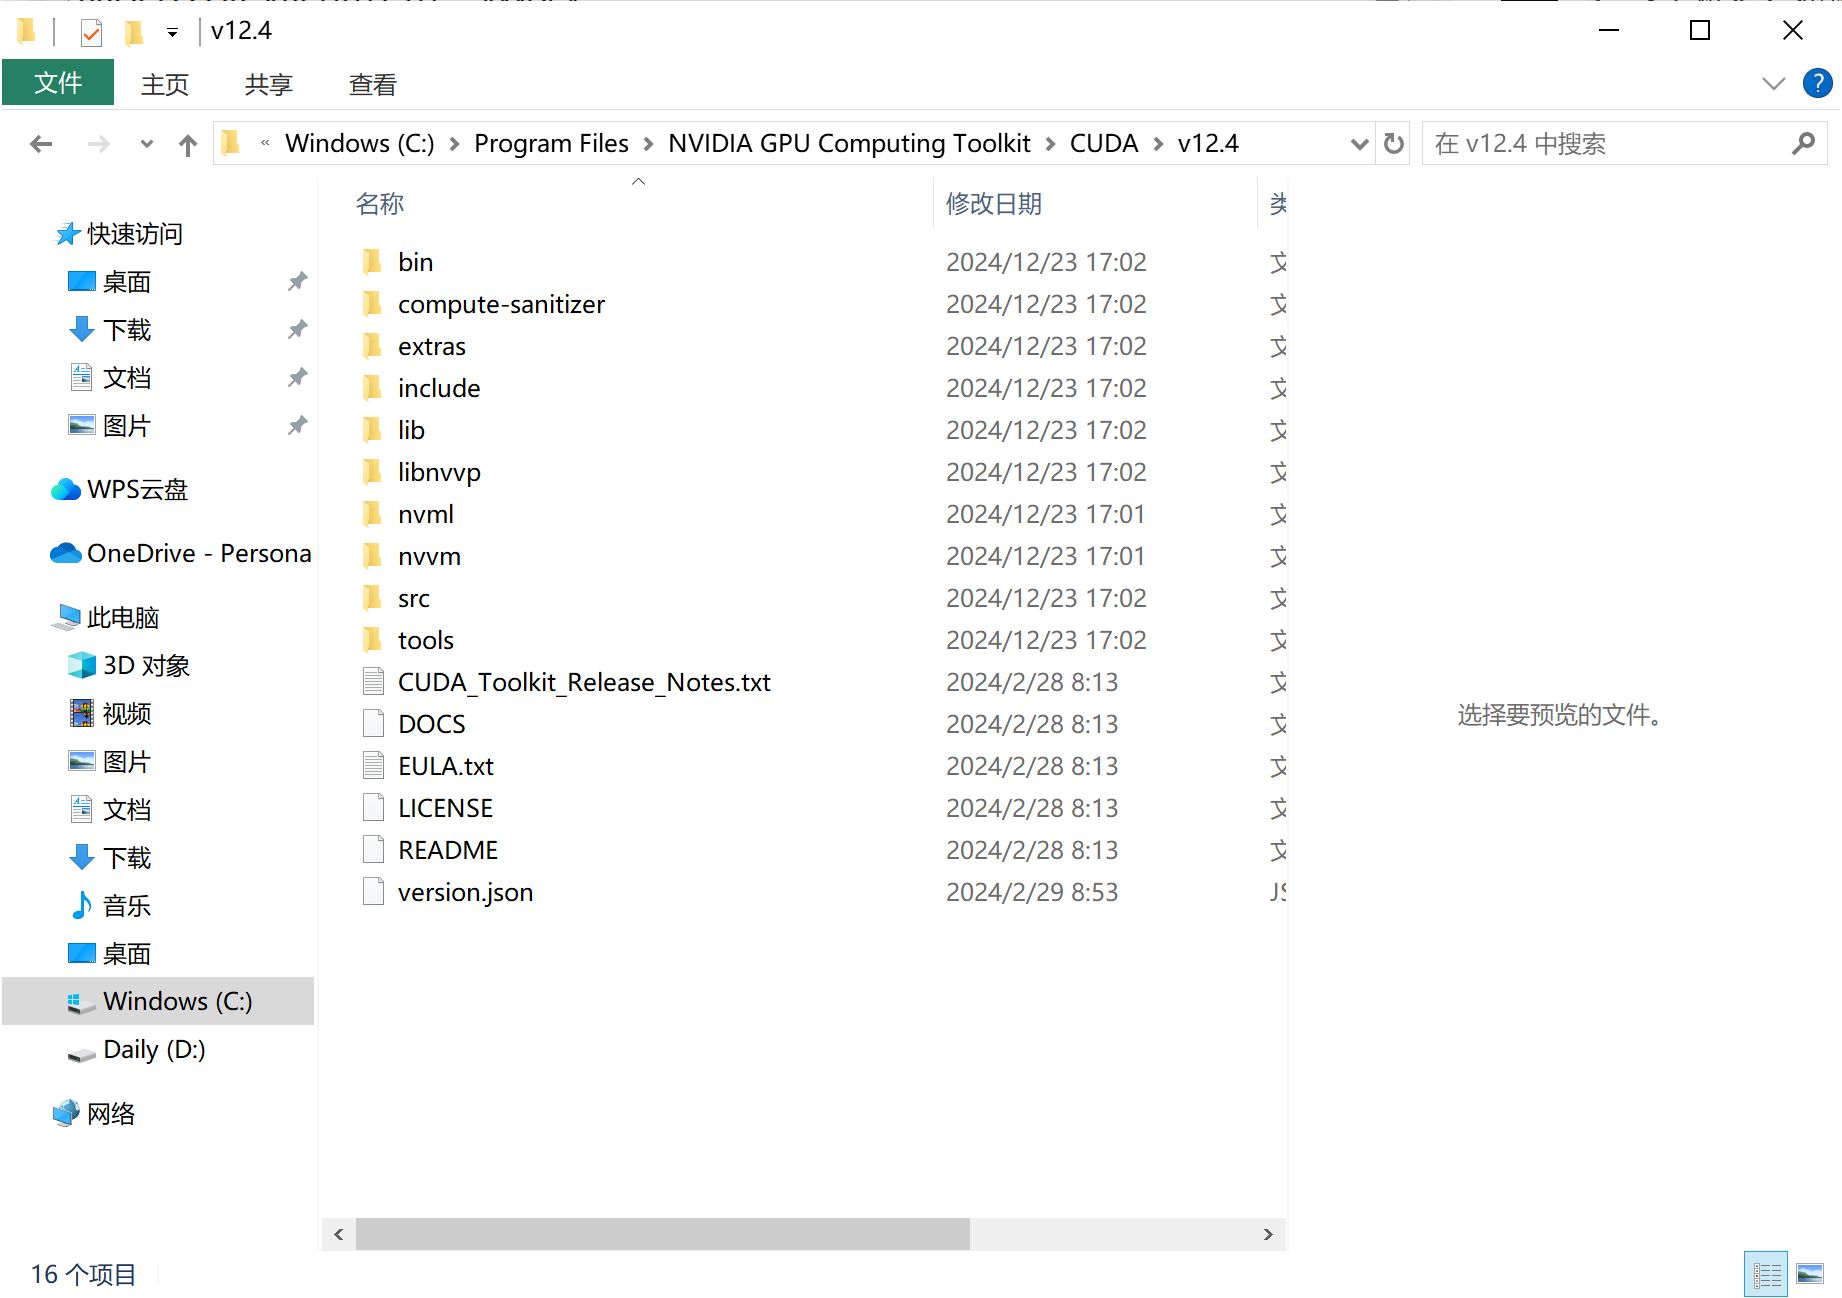 v12.4
文件 主页 共享 查看
« Windows (C:) › Program Files › NVIDIA GPU Computing Toolkit › CUDA › v12.4
在 v12.4 中搜索
名称 修改日期 类
快速访问
桌面
下载
文档
图片
WPS云盘
OneDrive - Persona
此电脑
3D 对象
视频
图片
文档
下载
音乐
桌面
Windows (C:)
Daily (D:)
网络
bin 2024/12/23 17:02 文
compute-sanitizer 2024/12/23 17:02 文
extras 2024/12/23 17:02 文
include 2024/12/23 17:02 文
lib 2024/12/23 17:02 文
libnvvp 2024/12/23 17:02 文
nvml 2024/12/23 17:01 文
nvvm 2024/12/23 17:01 文
src 2024/12/23 17:02 文
tools 2024/12/23 17:02 文
CUDA_Toolkit_Release_Notes.txt 2024/2/28 8:13 文
DOCS 2024/2/28 8:13 文
EULA.txt 2024/2/28 8:13 文
LICENSE 2024/2/28 8:13 文
README 2024/2/28 8:13 文
version.json 2024/2/29 8:53 JS
选择要预览的文件。
16 个项目